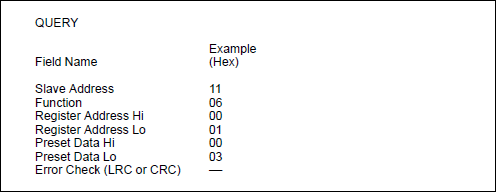 QUERY
Example
Field Name (Hex)
Slave Address 11
Function 06
Register Address Hi 00
Register Address Lo 01
Preset Data Hi 00
Preset Data Lo 03
Error Check (LRC or CRC) —